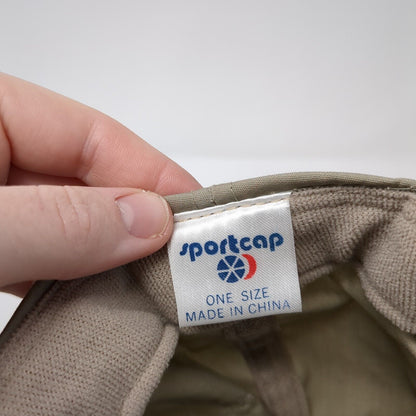 sportcap
ONE SIZE
MADE IN CHINA